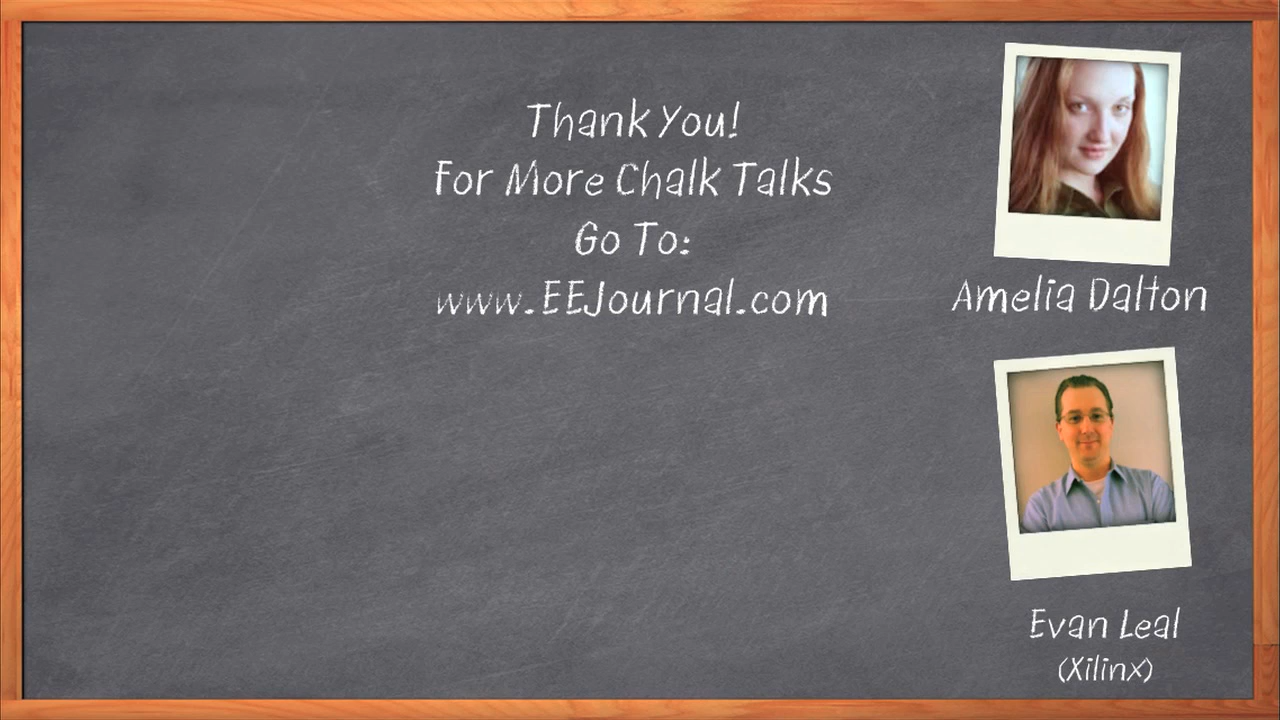 Thank You!
For More Chalk Talks
Go To:
www.EEJournal.com
Amelia Dalton
Evan Leal
(Xilinx)